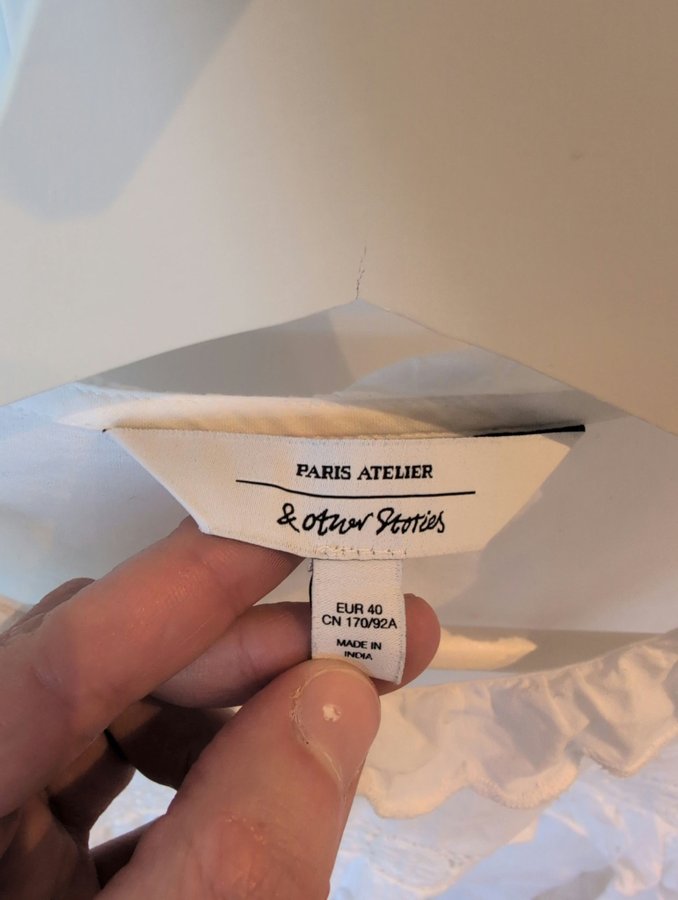 PARIS ATELIER
& other Stories
EUR 40
CN 170/92A
MADE IN
INDIA